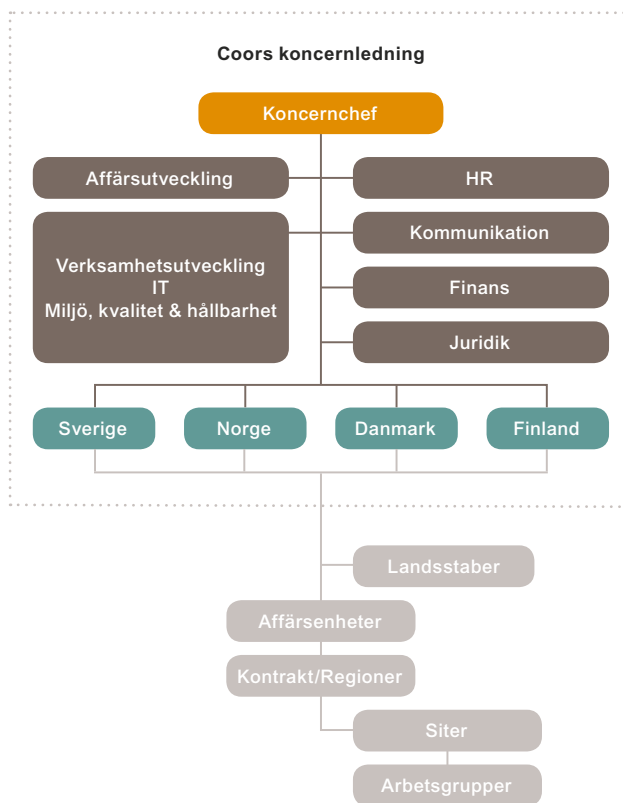 Coors koncernledning
Koncernchef
Affärsutveckling
HR
Verksamhetsutveckling
IT
Miljö, kvalitet & hållbarhet
Kommunikation
Finans
Juridik
Sverige
Norge
Danmark
Finland
Landsstaber
Affärsenheter
Kontrakt/Regioner
Siter
Arbetsgrupper